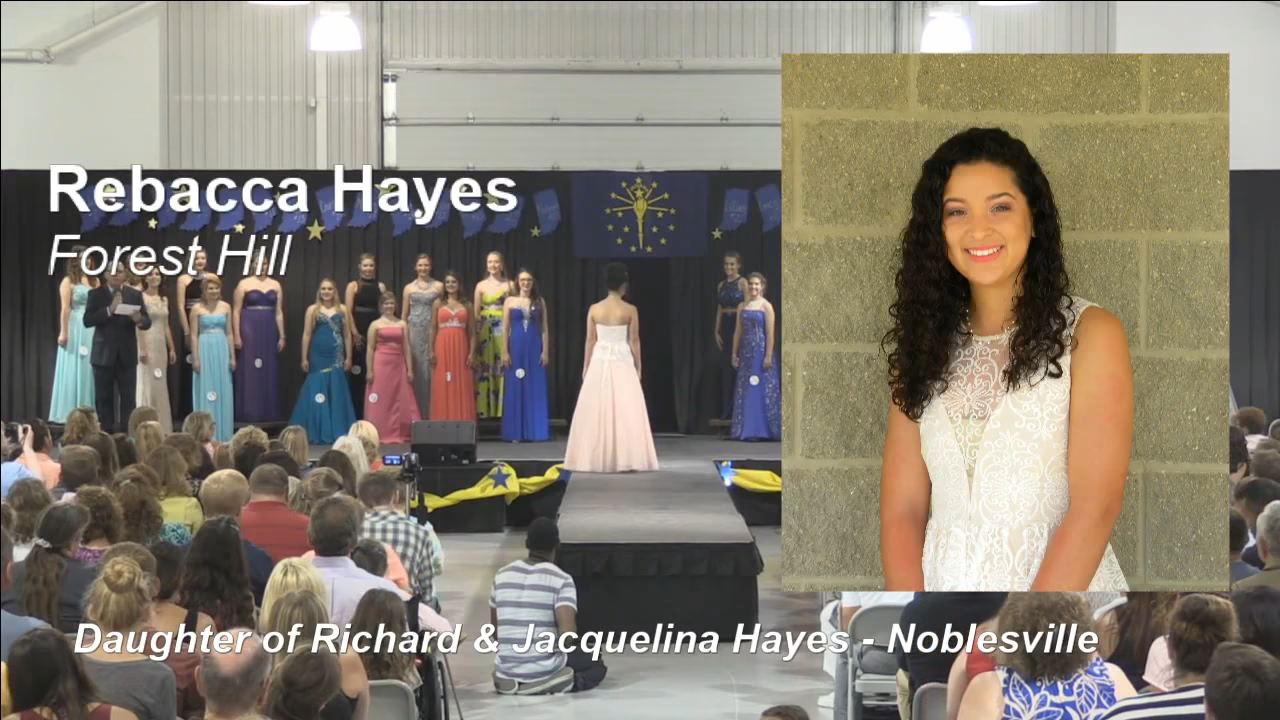 Rebacca Hayes
Forest Hill
Daughter of Richard & Jacquelina Hayes - Noblesville